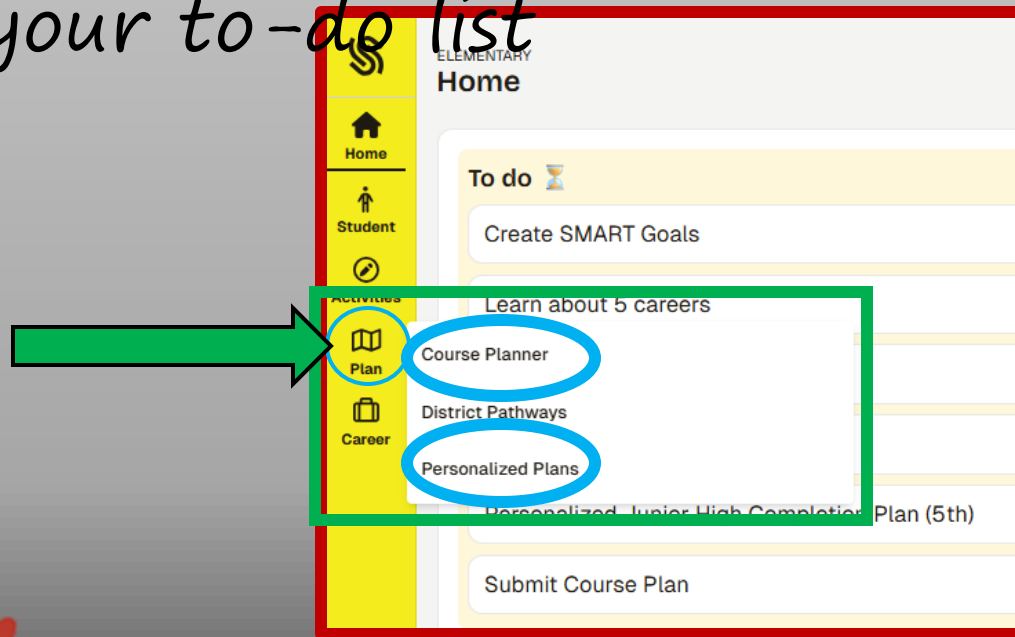 your to-do list
ELEMENTARY
Home
Home
To do ⏳
Student
Create SMART Goals
Activities
Learn about 5 careers
Plan
Course Planner
District Pathways
Career
Personalized Plans
Personalized Junior High Completion Plan (5th)
Submit Course Plan